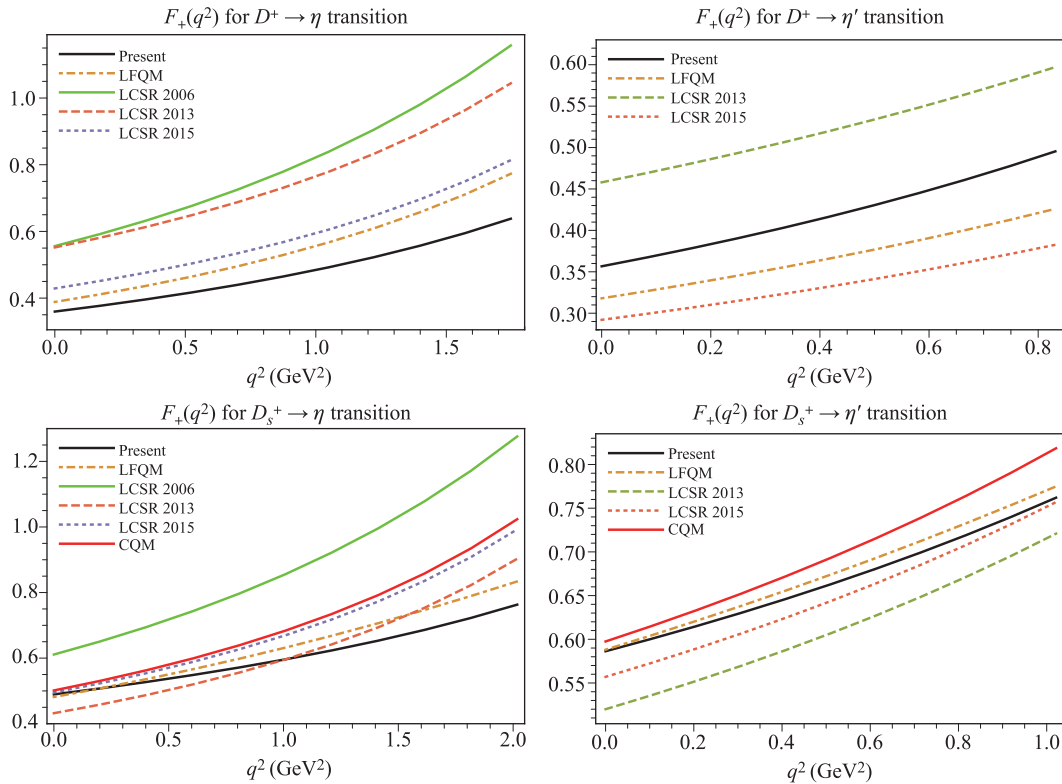 F₊(q²) for D⁺ → η transition
Present
LFQM
LCSR 2006
LCSR 2013
LCSR 2015
1.0
0.8
0.6
0.4
0.0 0.5 1.0 1.5
q² (GeV²)
F₊(q²) for D⁺ → η′ transition
Present
LFQM
LCSR 2013
LCSR 2015
0.60
0.55
0.50
0.45
0.40
0.35
0.30
0.0 0.2 0.4 0.6 0.8
q² (GeV²)
F₊(q²) for Dₛ⁺ → η transition
Present
LFQM
LCSR 2006
LCSR 2013
LCSR 2015
CQM
1.2
1.0
0.8
0.6
0.4
0.0 0.5 1.0 1.5 2.0
q² (GeV²)
F₊(q²) for Dₛ⁺ → η′ transition
Present
LFQM
LCSR 2013
LCSR 2015
CQM
0.80
0.75
0.70
0.65
0.60
0.55
0.0 0.2 0.4 0.6 0.8 1.0
q² (GeV²)